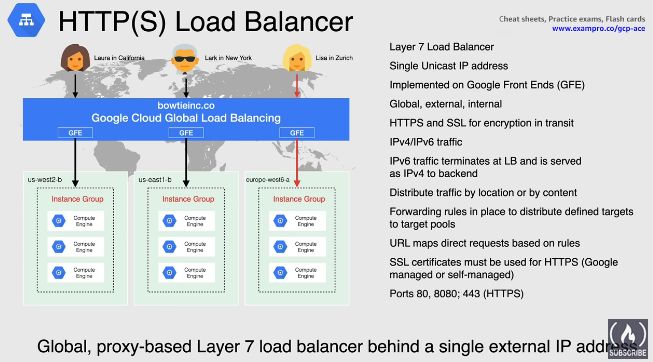 HTTP(S) Load Balancer
Cheat sheets, Practice exams, Flash cards
www.exampro.co/gcp-ace
Laura in California
Lark in New York
Lisa in Zurich
bowtieinc.co
Google Cloud Global Load Balancing
GFE
GFE
GFE
us-west2-b
us-east1-b
europe-west6-a
Instance Group
Instance Group
Instance Group
Compute
Engine
Compute
Engine
Compute
Engine
Compute
Engine
Compute
Engine
Compute
Engine
Compute
Engine
Compute
Engine
Compute
Engine
Layer 7 Load Balancer
Single Unicast IP address
Implemented on Google Front Ends (GFE)
Global, external, internal
HTTPS and SSL for encryption in transit
IPv4/IPv6 traffic
IPv6 traffic terminates at LB and is served
as IPv4 to backend
Distribute traffic by location or by content
Forwarding rules in place to distribute defined targets
to target pools
URL maps direct requests based on rules
SSL certificates must be used for HTTPS (Google
managed or self-managed)
Ports 80, 8080; 443 (HTTPS)
Global, proxy-based Layer 7 load balancer behind a single external IP address
SUBSCRIBE